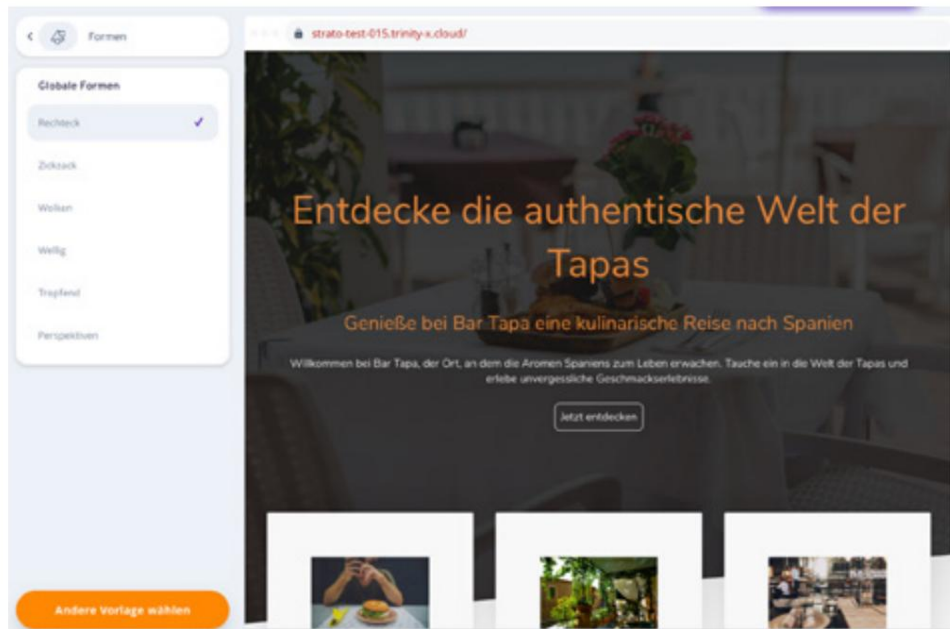 Formen
strato-test-015.trinity-x.cloud/
Globale Formen
Rechteck
Zickzack
Wolken
Wellig
Tropfend
Perspektiven
Entdecke die authentische Welt der
Tapas
Genieße bei Bar Tapa eine kulinarische Reise nach Spanien
Willkommen bei Bar Tapa, der Ort, an dem die Aromen Spaniens zum Leben erwachen. Tauche ein in die Welt der Tapas und
erlebe unvergessliche Geschmackserlebnisse.
Jetzt entdecken
Andere Vorlage wählen